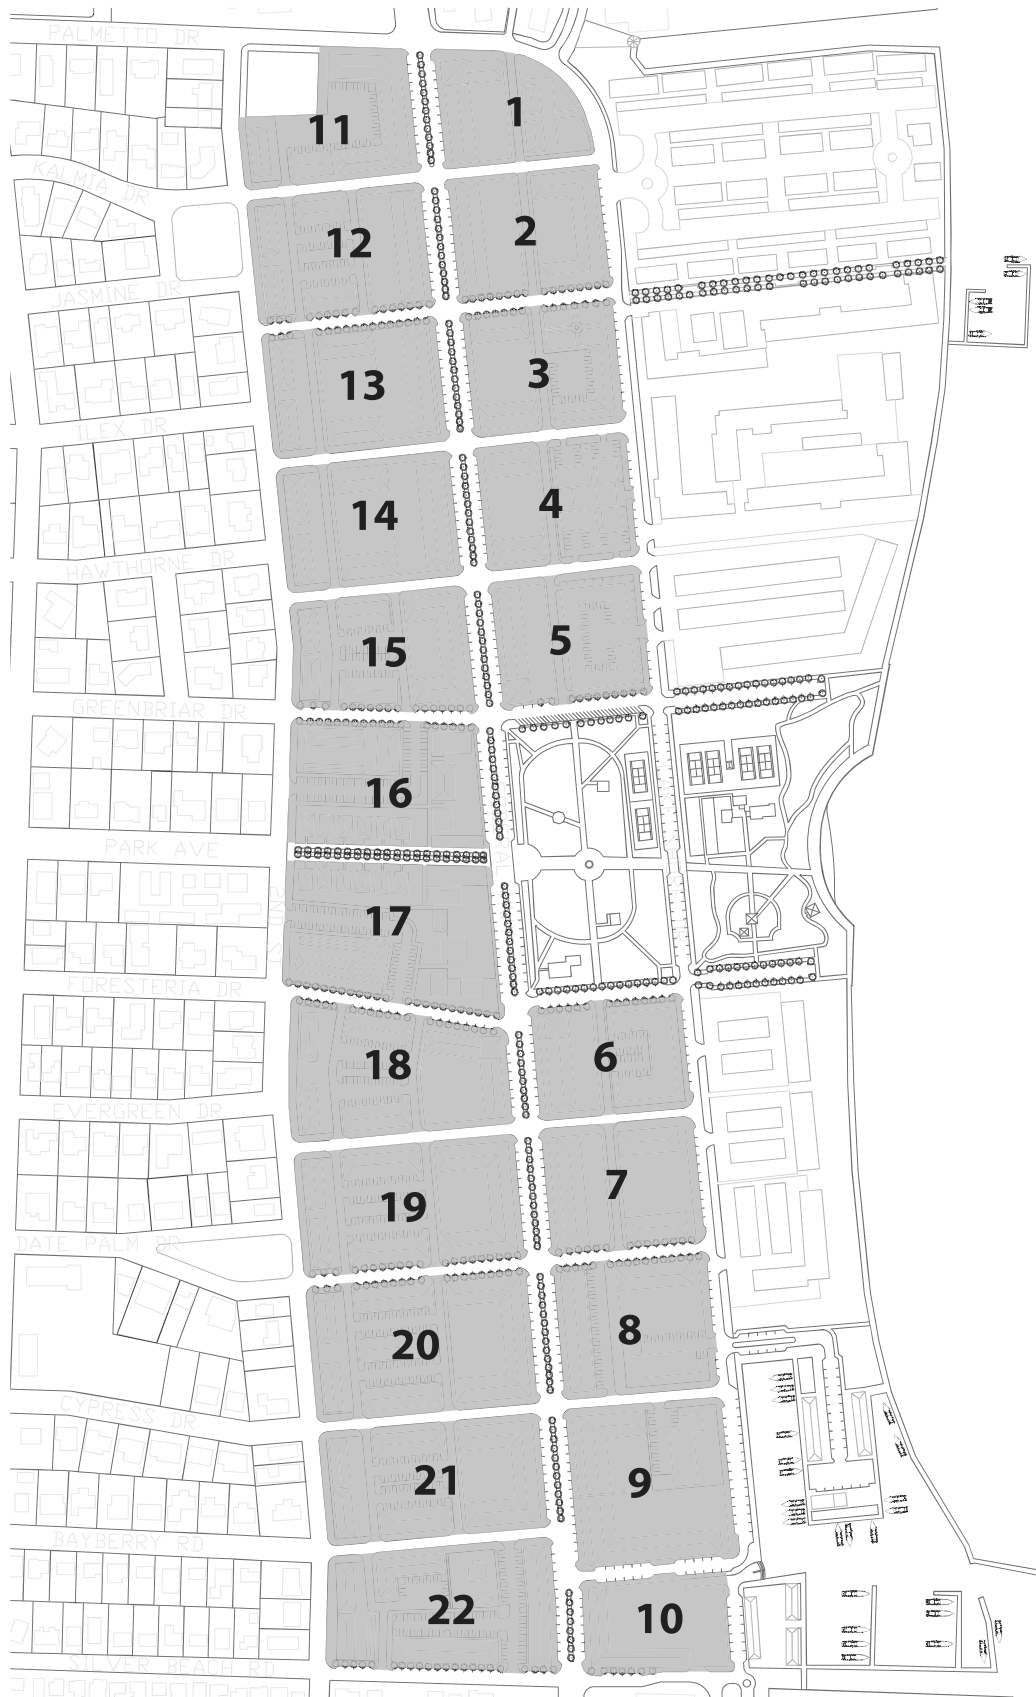 PALMETTO DR
1
11
KALMIA DR
2
12
JASMINE DR
3
13
ILEX DR
4
14
HAWTHORNE DR
5
15
GREENBRIAR DR
16
PARK AVE
17
FORESTERIA DR
6
18
EVERGREEN DR
7
19
DATE PALM DR
8
20
CYPRESS DR
9
21
BAYBERRY RD
22
10
SILVER BEACH RD